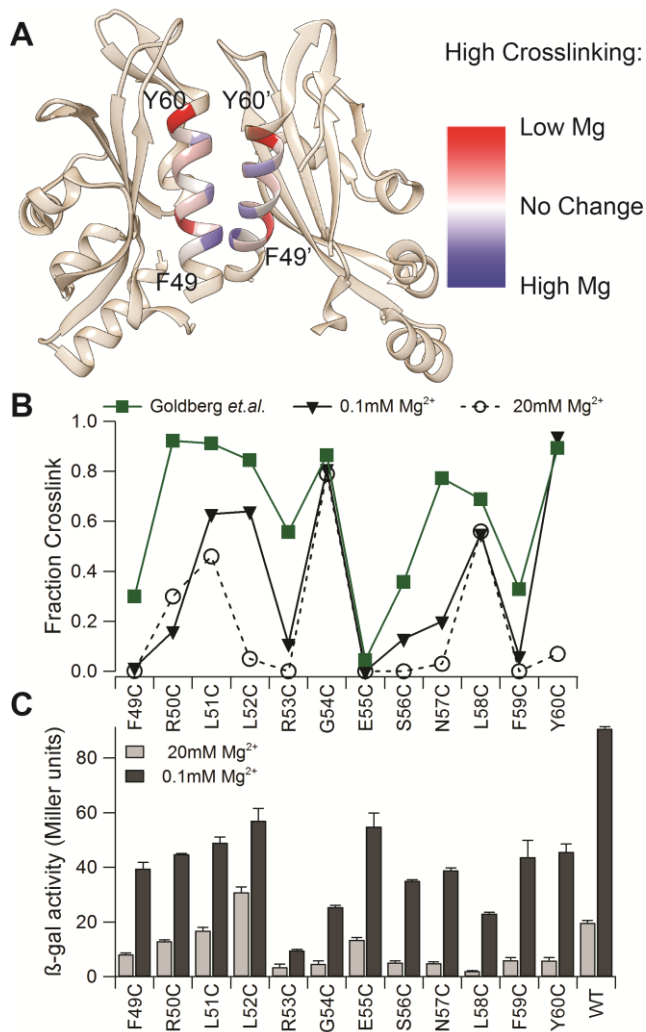 A
High Crosslinking:
Y60 Y60’
Low Mg
No Change
High Mg
F49 F49’
B
Goldberg et.al. 0.1mM Mg²⁺ 20mM Mg²⁺
Fraction Crosslink
1.0
0.8
0.6
0.4
0.2
0.0
F49C R50C L51C L52C R53C G54C E55C S56C N57C L58C F59C Y60C
C
20mM Mg²⁺
0.1mM Mg²⁺
ß-gal activity (Miller units)
80
60
40
20
0
F49C R50C L51C L52C R53C G54C E55C S56C N57C L58C F59C Y60C WT